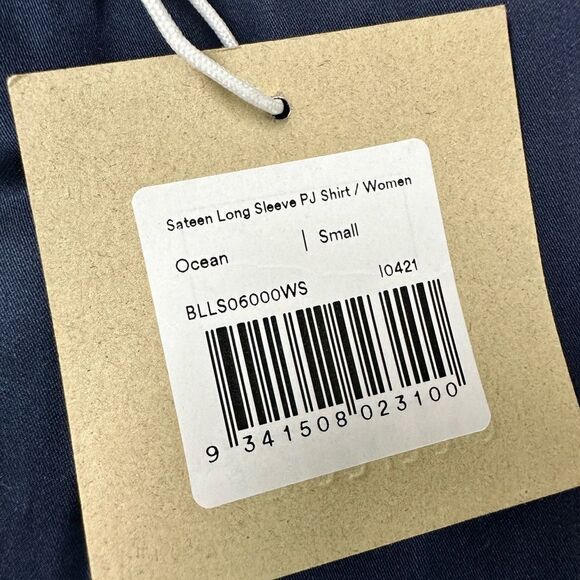 Sateen Long Sleeve PJ Shirt / Women
Ocean | Small
BLLS06000WS I0421
9 341508 023100